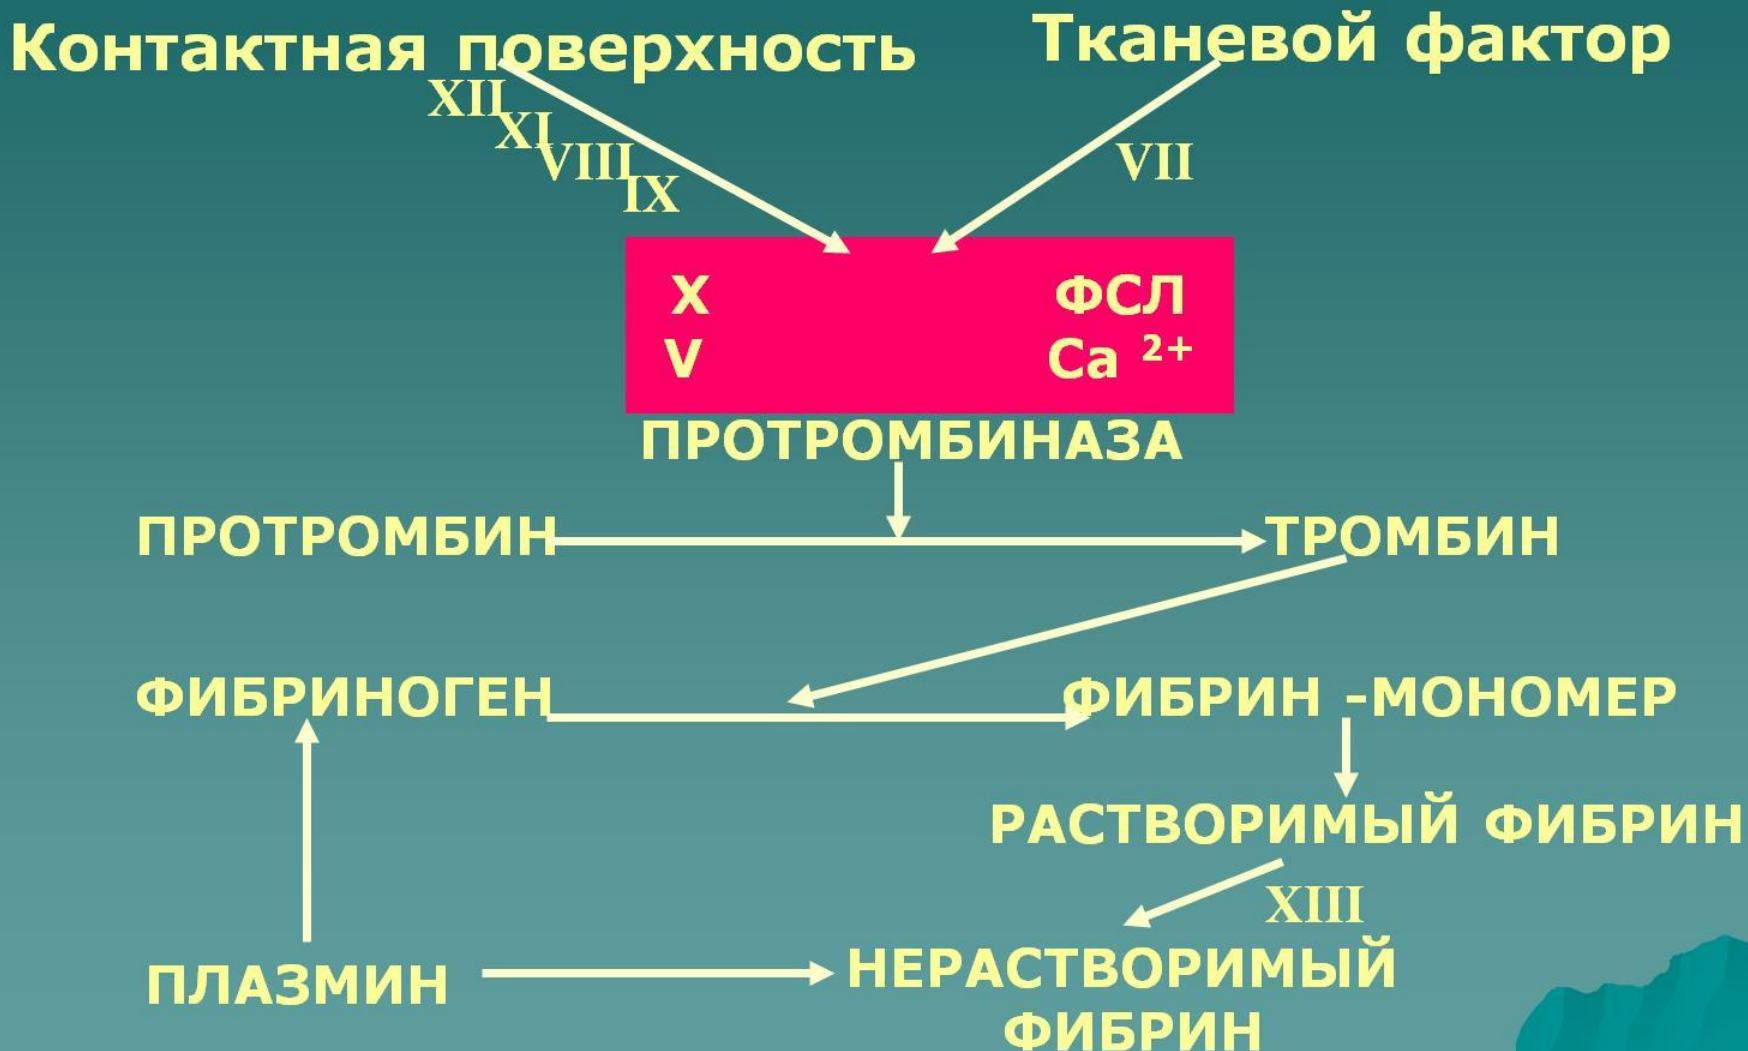 Контактная поверхность
Тканевой фактор
XII
XI
VIII
IX
VII
X ФСЛ
V Ca 2+
ПРОТРОМБИНАЗА
ПРОТРОМБИН ТРОМБИН
ФИБРИНОГЕН ФИБРИН -МОНОМЕР
РАСТВОРИМЫЙ ФИБРИН
XIII
ПЛАЗМИН НЕРАСТВОРИМЫЙ
ФИБРИН